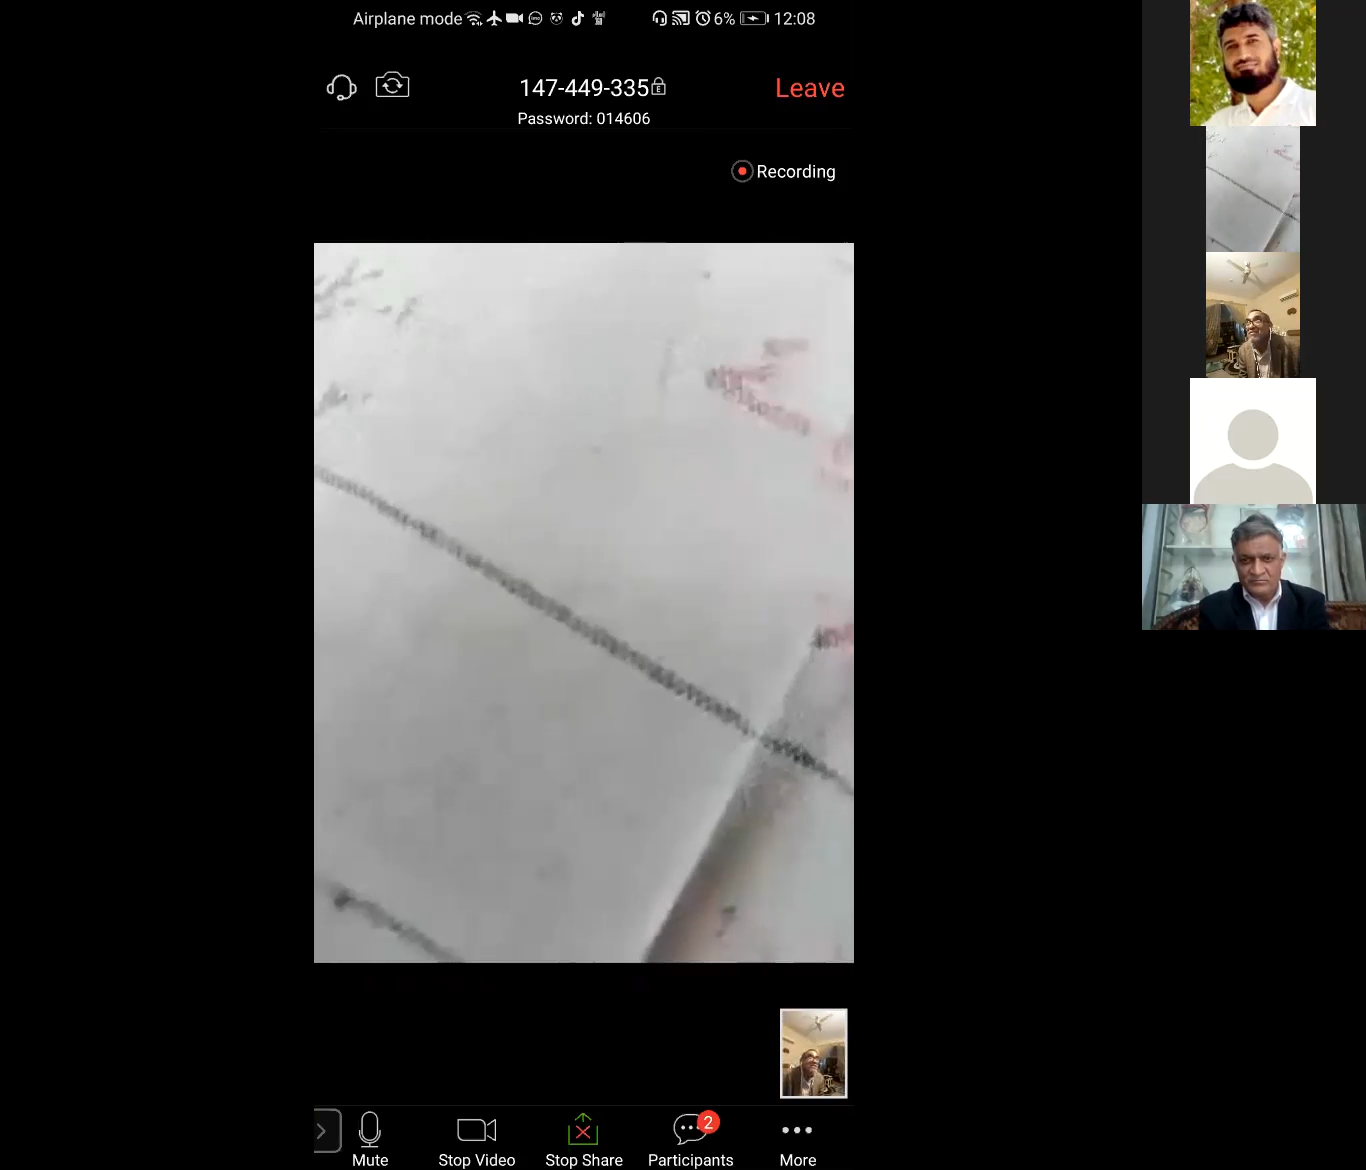 Airplane mode 6% 12:08
147-449-335 Leave
Password: 014606
Recording
2
Mute Stop Video Stop Share Participants More